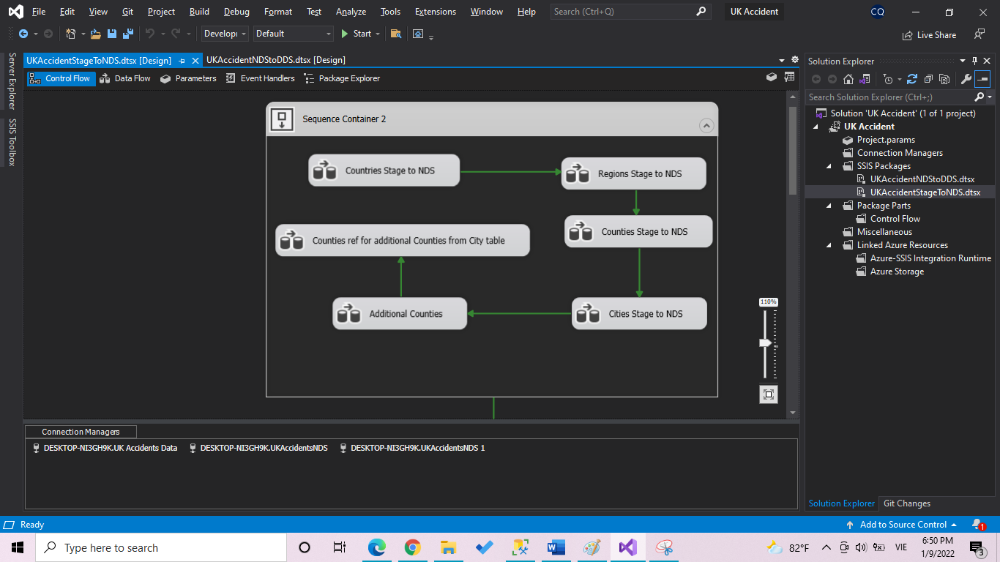 File Edit View Git Project Build Debug Format Test Analyze Tools Extensions Window Help Search (Ctrl+Q) UK Accident CQ
Develop Default Start Live Share
UKAccidentStageToNDS.dtsx [Design] UKAccidentNDStoDDS.dtsx [Design]
Control Flow Data Flow Parameters Event Handlers Package Explorer
Server Explorer
SSIS Toolbox
Sequence Container 2
Countries Stage to NDS
Regions Stage to NDS
Counties Stage to NDS
Counties ref for additional Counties from City table
Additional Counties
Cities Stage to NDS
110%
Connection Managers
DESKTOP-NI3GH9K.UK Accidents Data DESKTOP-NI3GH9K.UKAccidentsNDS DESKTOP-NI3GH9K.UKAccidentsNDS 1
Solution Explorer
Search Solution Explorer (Ctrl+;)
Solution 'UK Accident' (1 of 1 project)
UK Accident
Project.params
Connection Managers
SSIS Packages
UKAccidentNDStoDDS.dtsx
UKAccidentStageToNDS.dtsx
Package Parts
Control Flow
Miscellaneous
Linked Azure Resources
Azure-SSIS Integration Runtime
Azure Storage
Solution Explorer Git Changes
Ready Add to Source Control 1
Type here to search 82°F VIE 6:50 PM
1/9/2022 3